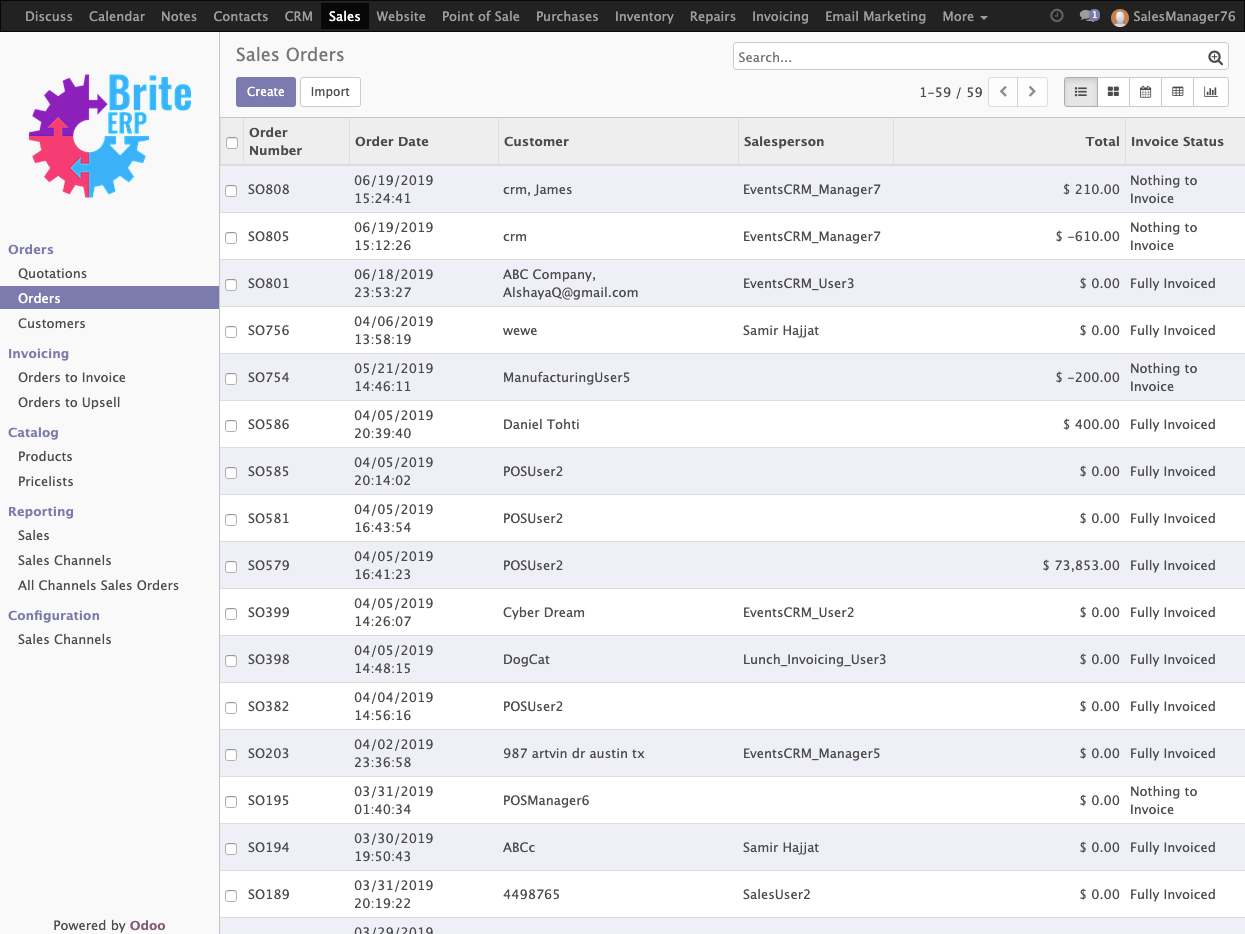 Discuss Calendar Notes Contacts CRM Sales Website Point of Sale Purchases Inventory Repairs Invoicing Email Marketing More 1 SalesManager76
Brite
ERP
Orders
Quotations
Orders
Customers
Invoicing
Orders to Invoice
Orders to Upsell
Catalog
Products
Pricelists
Reporting
Sales
Sales Channels
All Channels Sales Orders
Configuration
Sales Channels
Powered by Odoo
Sales Orders
Search...
Create Import
1-59 / 59
Order Number Order Date Customer Salesperson Total Invoice Status
SO808 06/19/2019 15:24:41 crm, James EventsCRM_Manager7 $ 210.00 Nothing to Invoice
SO805 06/19/2019 15:12:26 crm EventsCRM_Manager7 $ -610.00 Nothing to Invoice
SO801 06/18/2019 23:53:27 ABC Company, AlshayaQ@gmail.com EventsCRM_User3 $ 0.00 Fully Invoiced
SO756 04/06/2019 13:58:19 wewe Samir Hajjat $ 0.00 Fully Invoiced
SO754 05/21/2019 14:46:11 ManufacturingUser5 $ -200.00 Nothing to Invoice
SO586 04/05/2019 20:39:40 Daniel Tohti $ 400.00 Fully Invoiced
SO585 04/05/2019 20:14:02 POSUser2 $ 0.00 Fully Invoiced
SO581 04/05/2019 16:43:54 POSUser2 $ 0.00 Fully Invoiced
SO579 04/05/2019 16:41:23 POSUser2 $ 73,853.00 Fully Invoiced
SO399 04/05/2019 14:26:07 Cyber Dream EventsCRM_User2 $ 0.00 Fully Invoiced
SO398 04/05/2019 14:48:15 DogCat Lunch_Invoicing_User3 $ 0.00 Fully Invoiced
SO382 04/04/2019 14:56:16 POSUser2 $ 0.00 Fully Invoiced
SO203 04/02/2019 23:36:58 987 artvin dr austin tx EventsCRM_Manager5 $ 0.00 Fully Invoiced
SO195 03/31/2019 01:40:34 POSManager6 $ 0.00 Nothing to Invoice
SO194 03/30/2019 19:50:43 ABCc Samir Hajjat $ 0.00 Fully Invoiced
SO189 03/31/2019 20:19:22 4498765 SalesUser2 $ 0.00 Fully Invoiced
03/29/2019